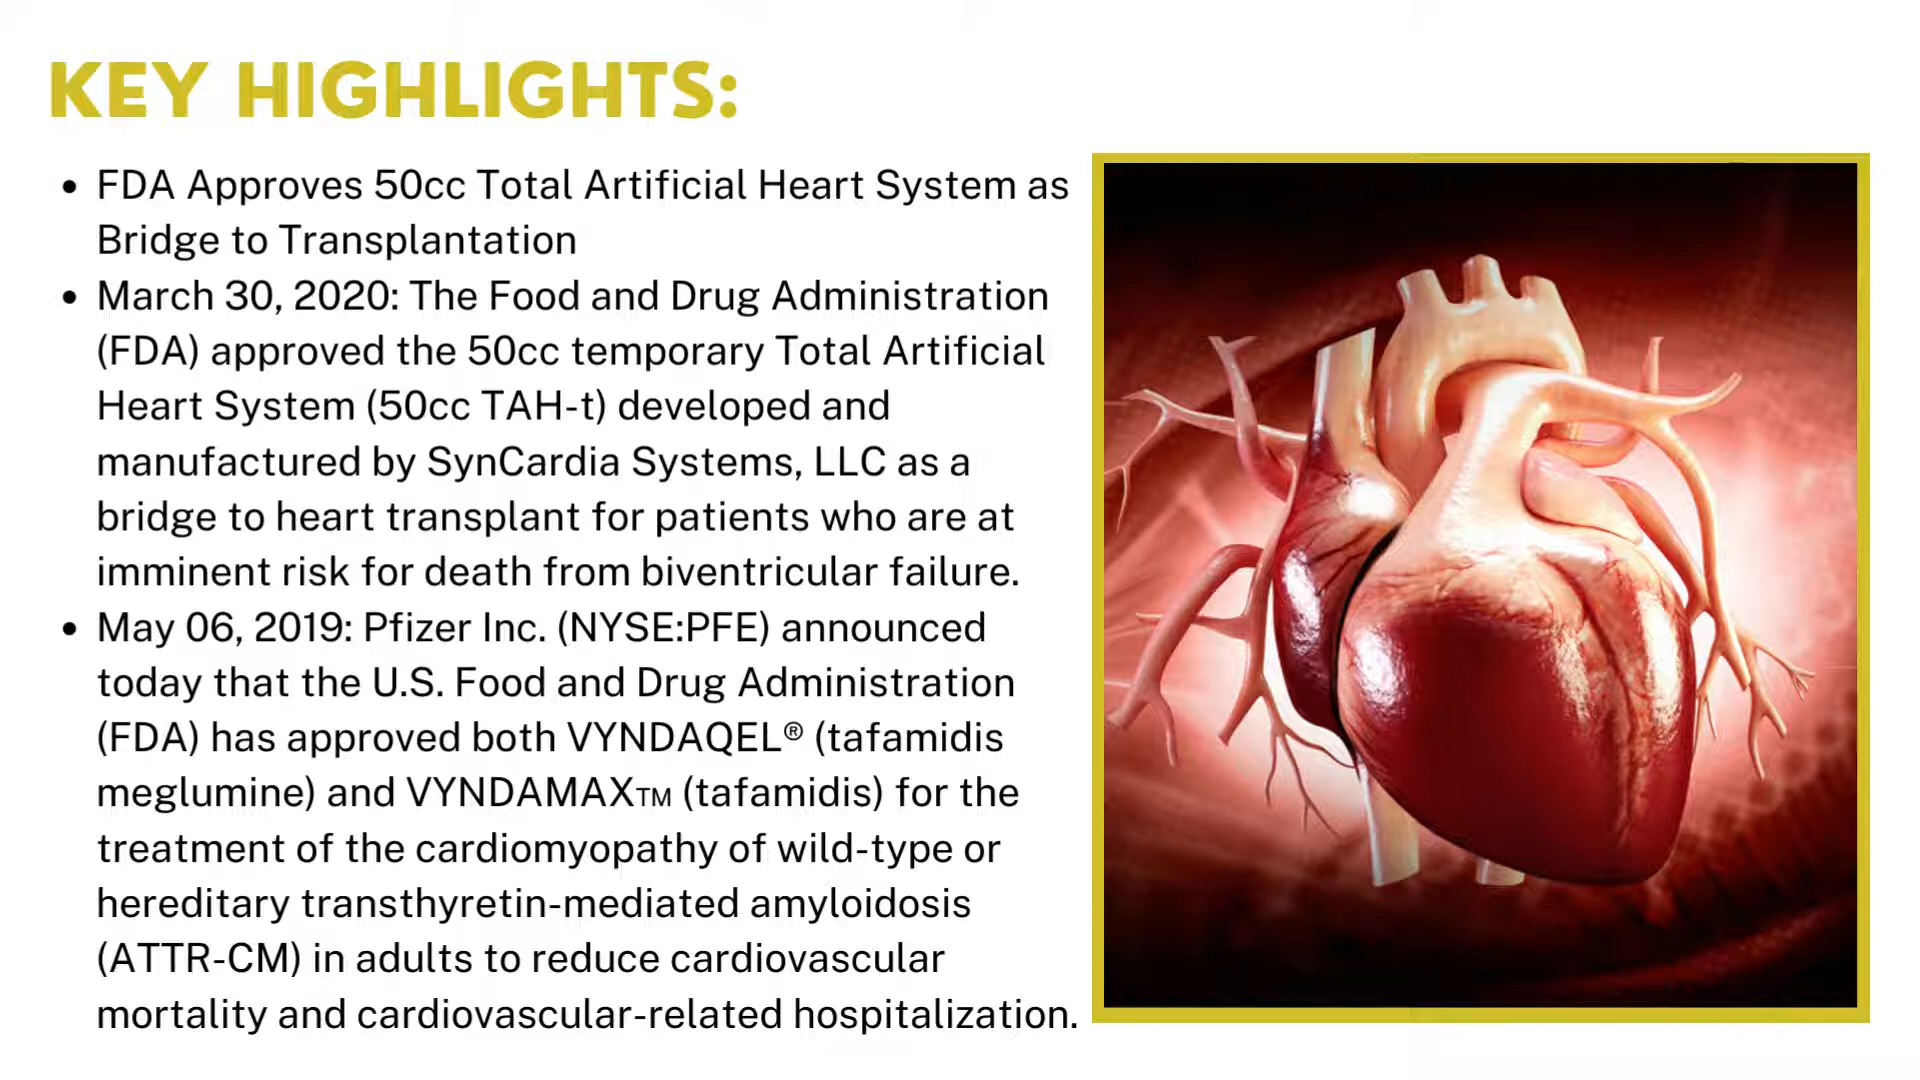 KEY HIGHLIGHTS:
• FDA Approves 50cc Total Artificial Heart System as
Bridge to Transplantation
• March 30, 2020: The Food and Drug Administration
(FDA) approved the 50cc temporary Total Artificial
Heart System (50cc TAH-t) developed and
manufactured by SynCardia Systems, LLC as a
bridge to heart transplant for patients who are at
imminent risk for death from biventricular failure.
• May 06, 2019: Pfizer Inc. (NYSE:PFE) announced
today that the U.S. Food and Drug Administration
(FDA) has approved both VYNDAQEL® (tafamidis
meglumine) and VYNDAMAX™ (tafamidis) for the
treatment of the cardiomyopathy of wild-type or
hereditary transthyretin-mediated amyloidosis
(ATTR-CM) in adults to reduce cardiovascular
mortality and cardiovascular-related hospitalization.